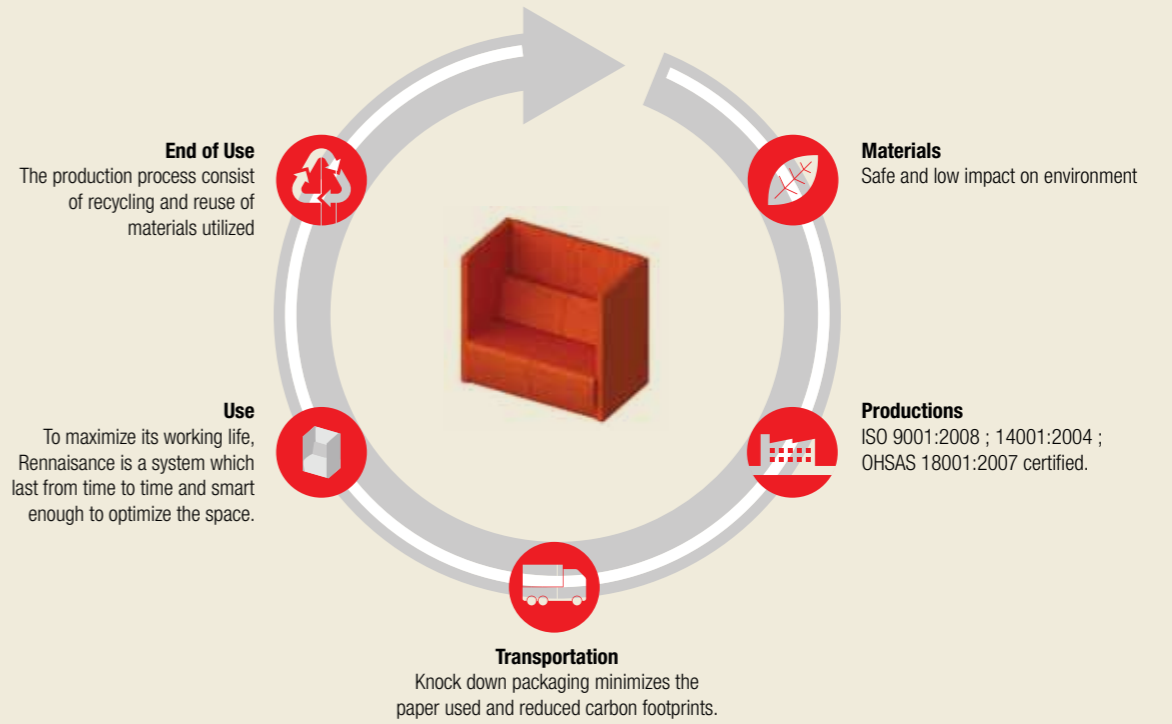 End of Use
The production process consist
of recycling and reuse of
materials utilized
Materials
Safe and low impact on environment
Use
To maximize its working life,
Rennaisance is a system which
last from time to time and smart
enough to optimize the space.
Productions
ISO 9001:2008 ; 14001:2004 ;
OHSAS 18001:2007 certified.
Transportation
Knock down packaging minimizes the
paper used and reduced carbon footprints.